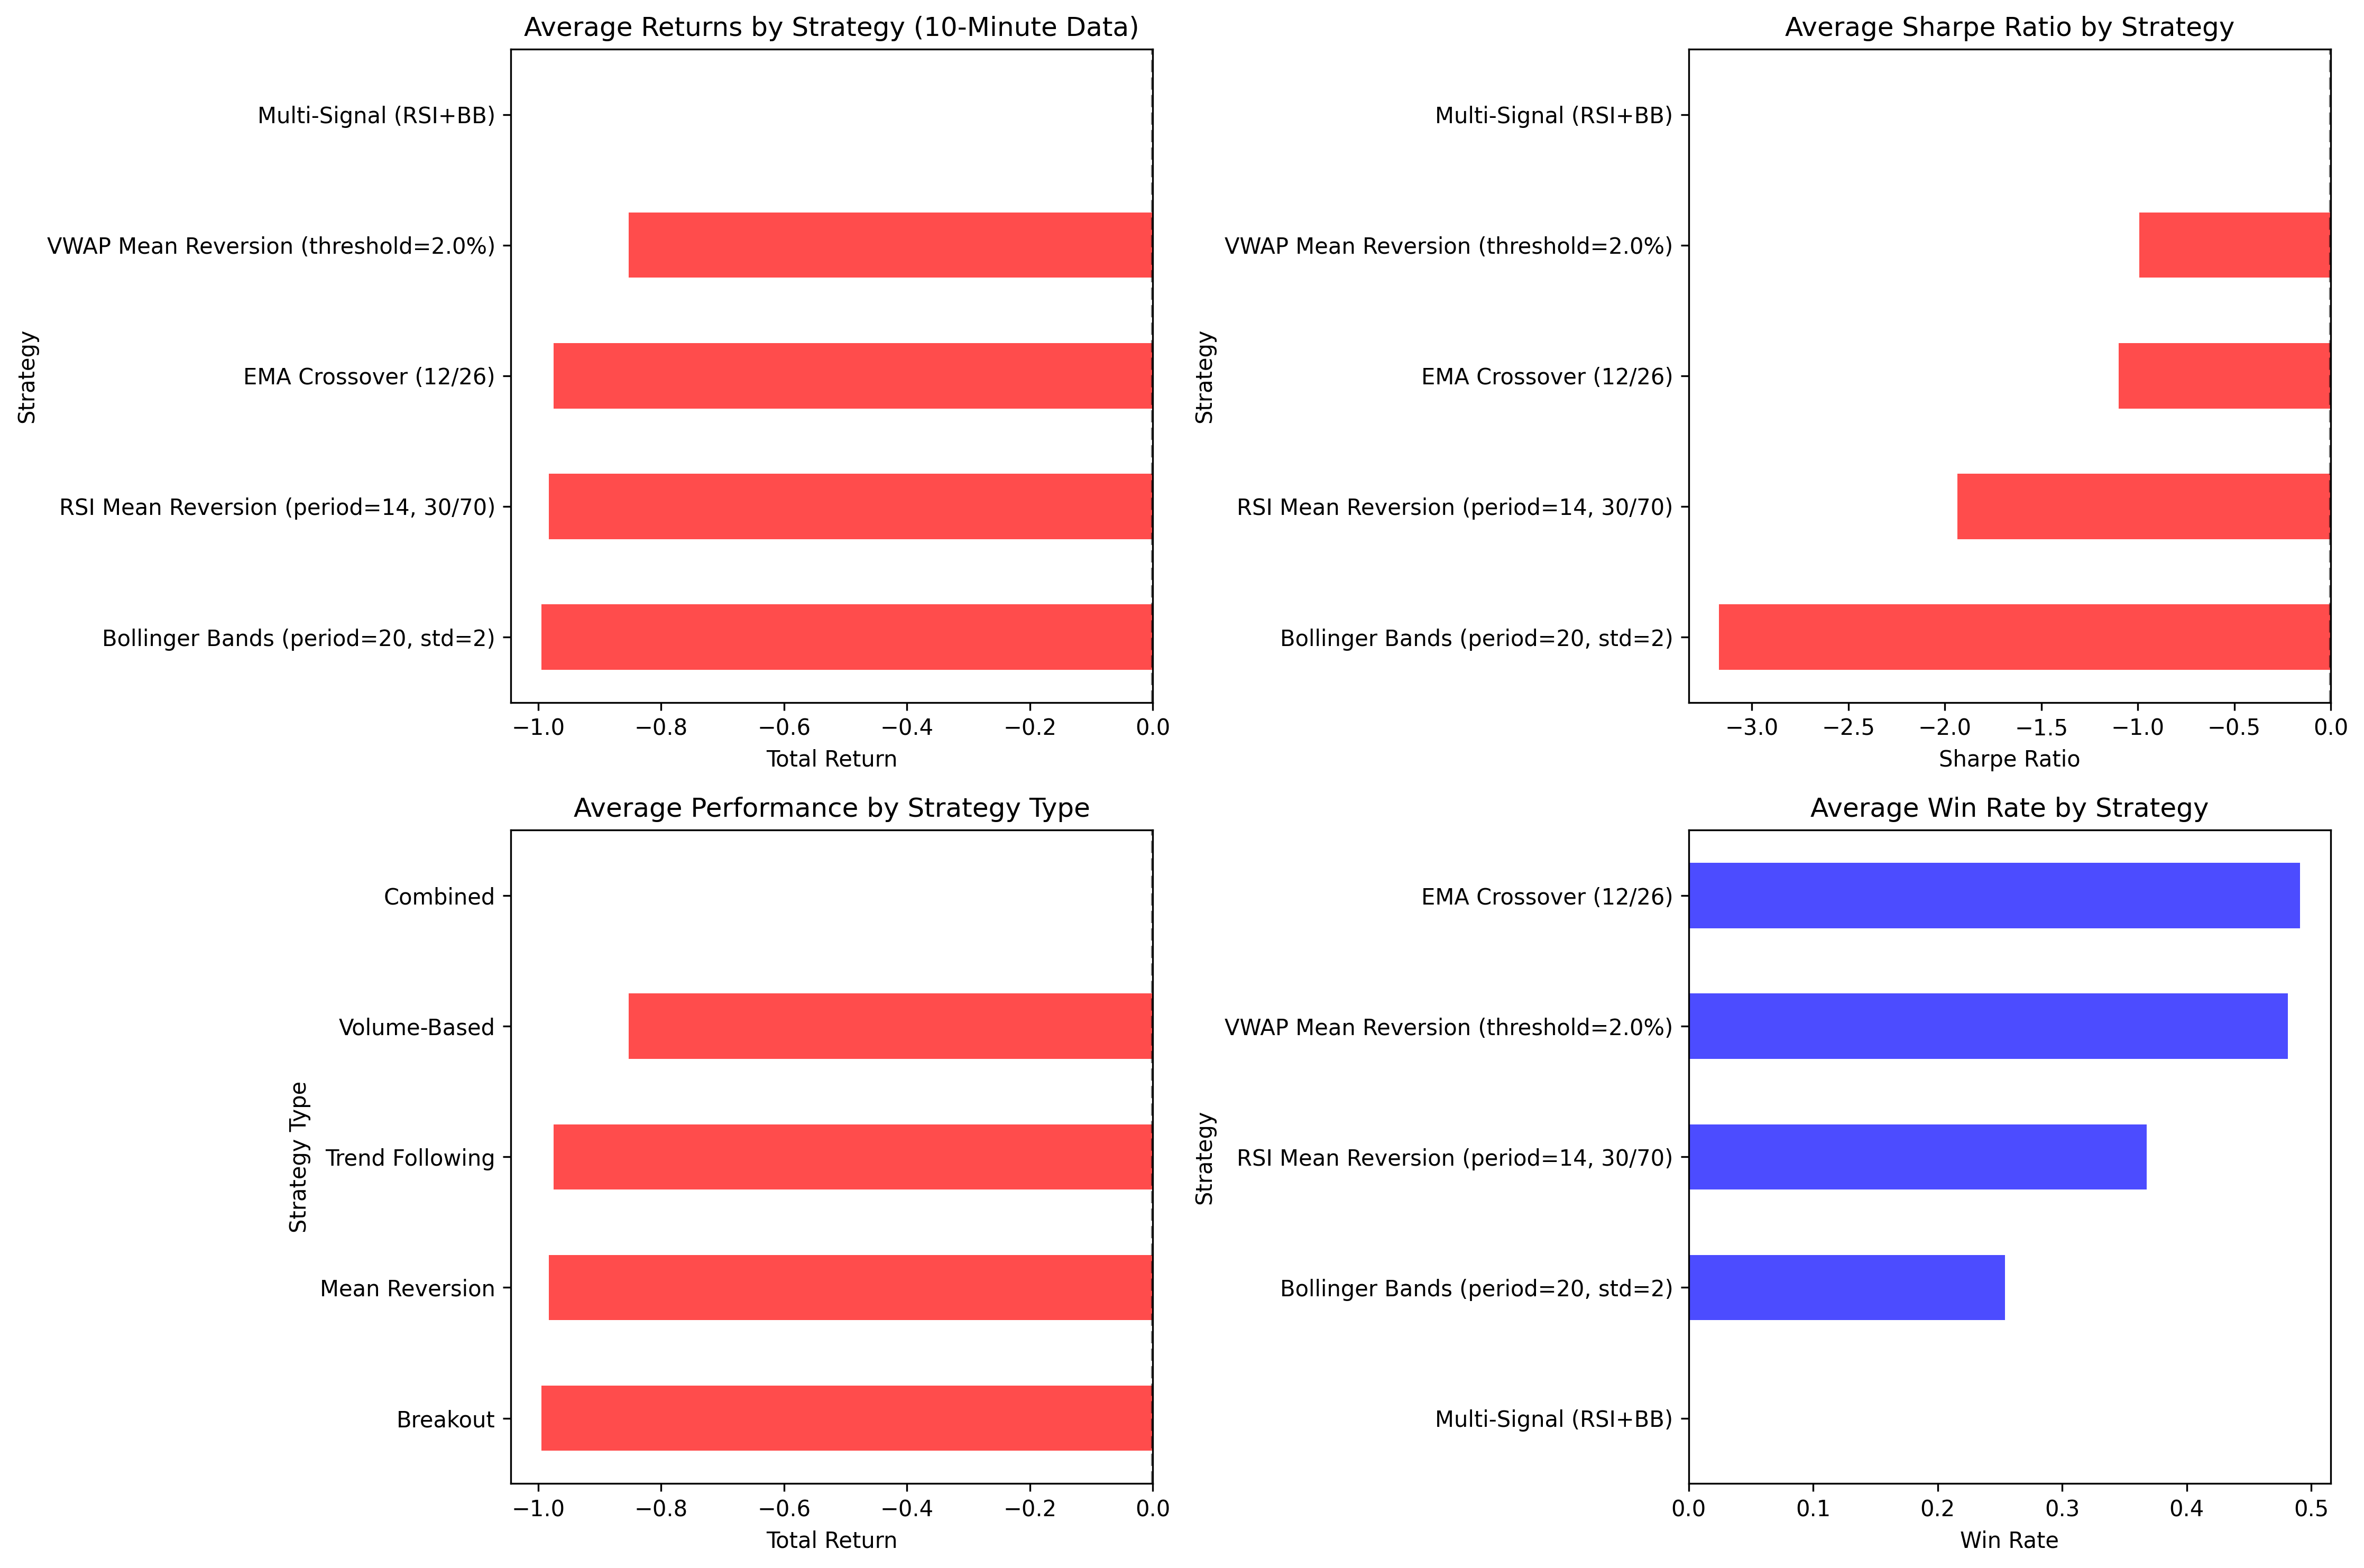 Average Returns by Strategy (10-Minute Data)
Strategy
Multi-Signal (RSI+BB)
VWAP Mean Reversion (threshold=2.0%)
EMA Crossover (12/26)
RSI Mean Reversion (period=14, 30/70)
Bollinger Bands (period=20, std=2)
−1.0 −0.8 −0.6 −0.4 −0.2 0.0
Total Return
Average Sharpe Ratio by Strategy
Strategy
Multi-Signal (RSI+BB)
VWAP Mean Reversion (threshold=2.0%)
EMA Crossover (12/26)
RSI Mean Reversion (period=14, 30/70)
Bollinger Bands (period=20, std=2)
−3.0 −2.5 −2.0 −1.5 −1.0 −0.5 0.0
Sharpe Ratio
Average Performance by Strategy Type
Strategy Type
Combined
Volume-Based
Trend Following
Mean Reversion
Breakout
−1.0 −0.8 −0.6 −0.4 −0.2 0.0
Total Return
Average Win Rate by Strategy
Strategy
EMA Crossover (12/26)
VWAP Mean Reversion (threshold=2.0%)
RSI Mean Reversion (period=14, 30/70)
Bollinger Bands (period=20, std=2)
Multi-Signal (RSI+BB)
0.0 0.1 0.2 0.3 0.4 0.5
Win Rate